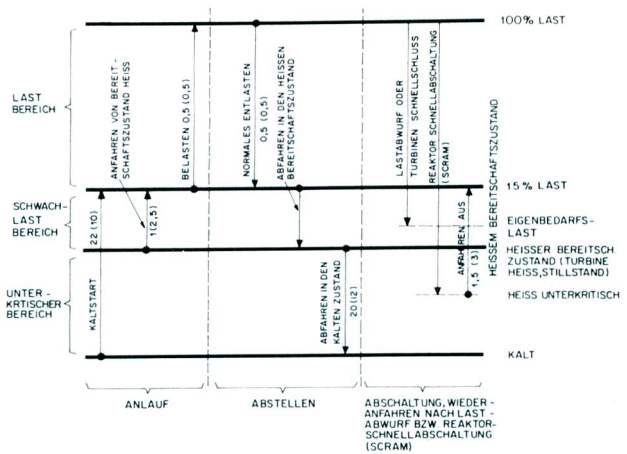 100% LAST
LAST
BEREICH
ANFAHREN VON BEREIT-
SCHAFTSZUSTAND HEISS
BELASTEN 0,5 (0,5)
NORMALES ENTLASTEN
0,5 (0,5)
ABFAHREN IN DEN HEISSEN
BEREITSCHAFTSZUSTAND
LASTABWURF ODER
TURBINEN SCHNELLSCHLUSS
REAKTOR SCHNELLABSCHALTUNG
(SCRAM)
15% LAST
SCHWACH-
LAST
BEREICH
22 (10)
KALTSTART
1(2,5)
EIGENBEDARFS-
LAST
HEISSER BEREITSCH
ZUSTAND (TURBINE
HEISS,STILLSTAND)
ANFAHREN AUS
HEISSEM BEREITSCHAFTSZUSTAND
1,5 (3)
UNTER-
KRTISCHER
BEREICH
ABFAHREN IN DEN
KALTEN ZUSTAND
20(12)
HEISS UNTERKRITISCH
KALT
ANLAUF
ABSTELLEN
ABSCHALTUNG, WIEDER-
ANFAHREN NACH LAST-
ABWURF BZW. REAKTOR-
SCHNELLABSCHALTUNG
(SCRAM)